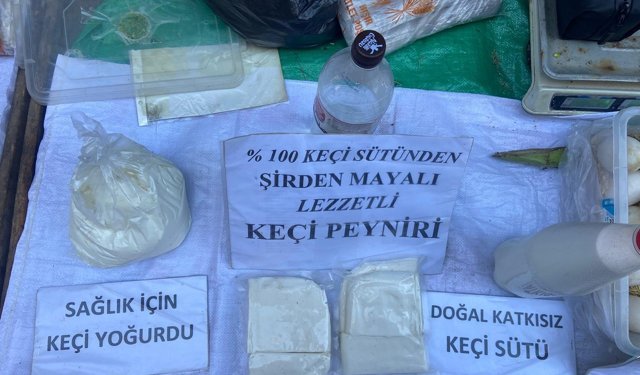 % 100 KEÇİ SÜTÜNDEN
ŞİRDEN MAYALI
LEZZETLİ
KEÇİ PEYNİRİ
SAĞLIK İÇİN
KEÇİ YOĞURDU
DOĞAL KATKISIZ
KEÇİ SÜTÜ